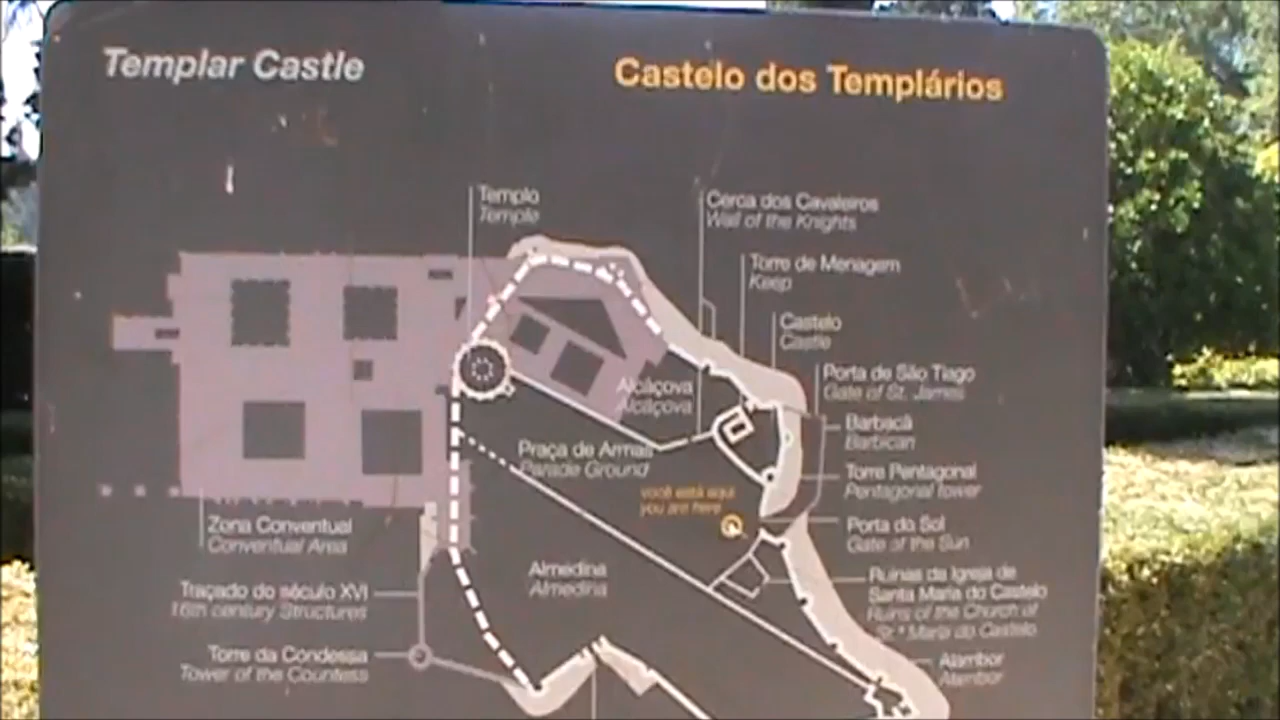 Templar Castle
Castelo dos Templários
Templo
Temple
Cerca dos Cavaleiros
Wall of the Knights
Torre de Menagem
Keep
Castelo
Castle
Porta de São Tiago
Gate of St. James
Alcáçova
Alcáçova
Barbacã
Barbican
Praça de Armas
Parade Ground
Torre Pentagonal
Pentagonal tower
você está aqui
you are here
Porta do Sol
Gate of the Sun
Zona Conventual
Conventual Area
Almedina
Almedina
Ruínas da Igreja de
Santa Maria do Castelo
Ruins of the Church of
St.ª Maria do Castelo
Traçado do século XVI
16th century Structures
Torre da Condessa
Tower of the Countess
Alambor
Alambor